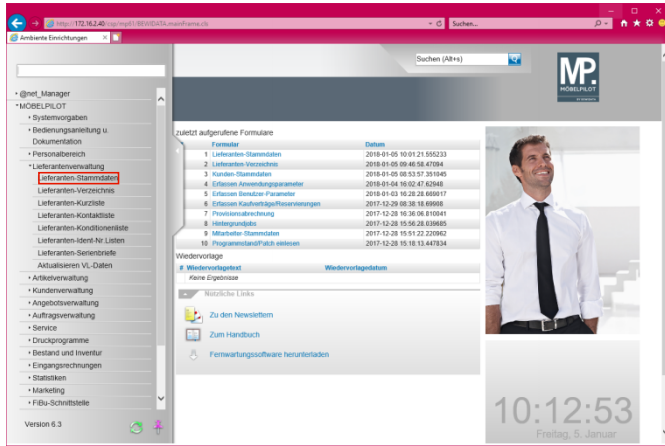 http://172.16.2.40/csp/mp61/BEWIDATA.mainFrame.cls
Suchen...
Ambiente Einrichtungen
Suchen (Alt+s)
MP.
MÖBELPILOT
@net_Manager
MÖBELPILOT
Systemvorgaben
Bedienungsanleitung u.
Dokumentation
Personalbereich
Lieferantenverwaltung
Lieferanten-Stammdaten
Lieferanten-Verzeichnis
Lieferanten-Kurzliste
Lieferanten-Kontaktliste
Lieferanten-Konditionenliste
Lieferanten-Ident-Nr.Listen
Lieferanten-Serienbriefe
Aktualisieren VL-Daten
Artikelverwaltung
Kundenverwaltung
Angebotsverwaltung
Auftragsverwaltung
Service
Druckprogramme
Bestand und Inventur
Eingangsrechnungen
Statistiken
Marketing
FiBu-Schnittstelle
Version 6.3
zuletzt aufgerufene Formulare
Formular Datum
1 Lieferanten-Stammdaten 2018-01-05 10:01:21.555233
2 Lieferanten-Verzeichnis 2018-01-05 09:46:58.47094
3 Kunden-Stammdaten 2018-01-05 08:53:57.351045
4 Erfassen Anwendungsparameter 2018-01-04 16:02:47.62948
5 Erfassen Benutzer-Parameter 2018-01-03 16:28:28.669817
6 Erfassen Kaufverträge/Reservierungen 2017-12-29 08:38:18.69908
7 Provisionsabrechnung 2017-12-28 16:36:06.810941
8 Hintergrundjobs 2017-12-28 15:56:28.039685
9 Mitarbeiter-Stammdaten 2017-12-28 15:51:22.220962
10 Programmstand/Patch einlesen 2017-12-28 15:18:13.447834
Wiedervorlage
# Wiedervorlagetext Wiedervorlagedatum
Keine Ergebnisse
Nützliche Links
Zu den Newslettern
Zum Handbuch
Fernwartungssoftware herunterladen
10:12:53
Freitag, 5. Januar